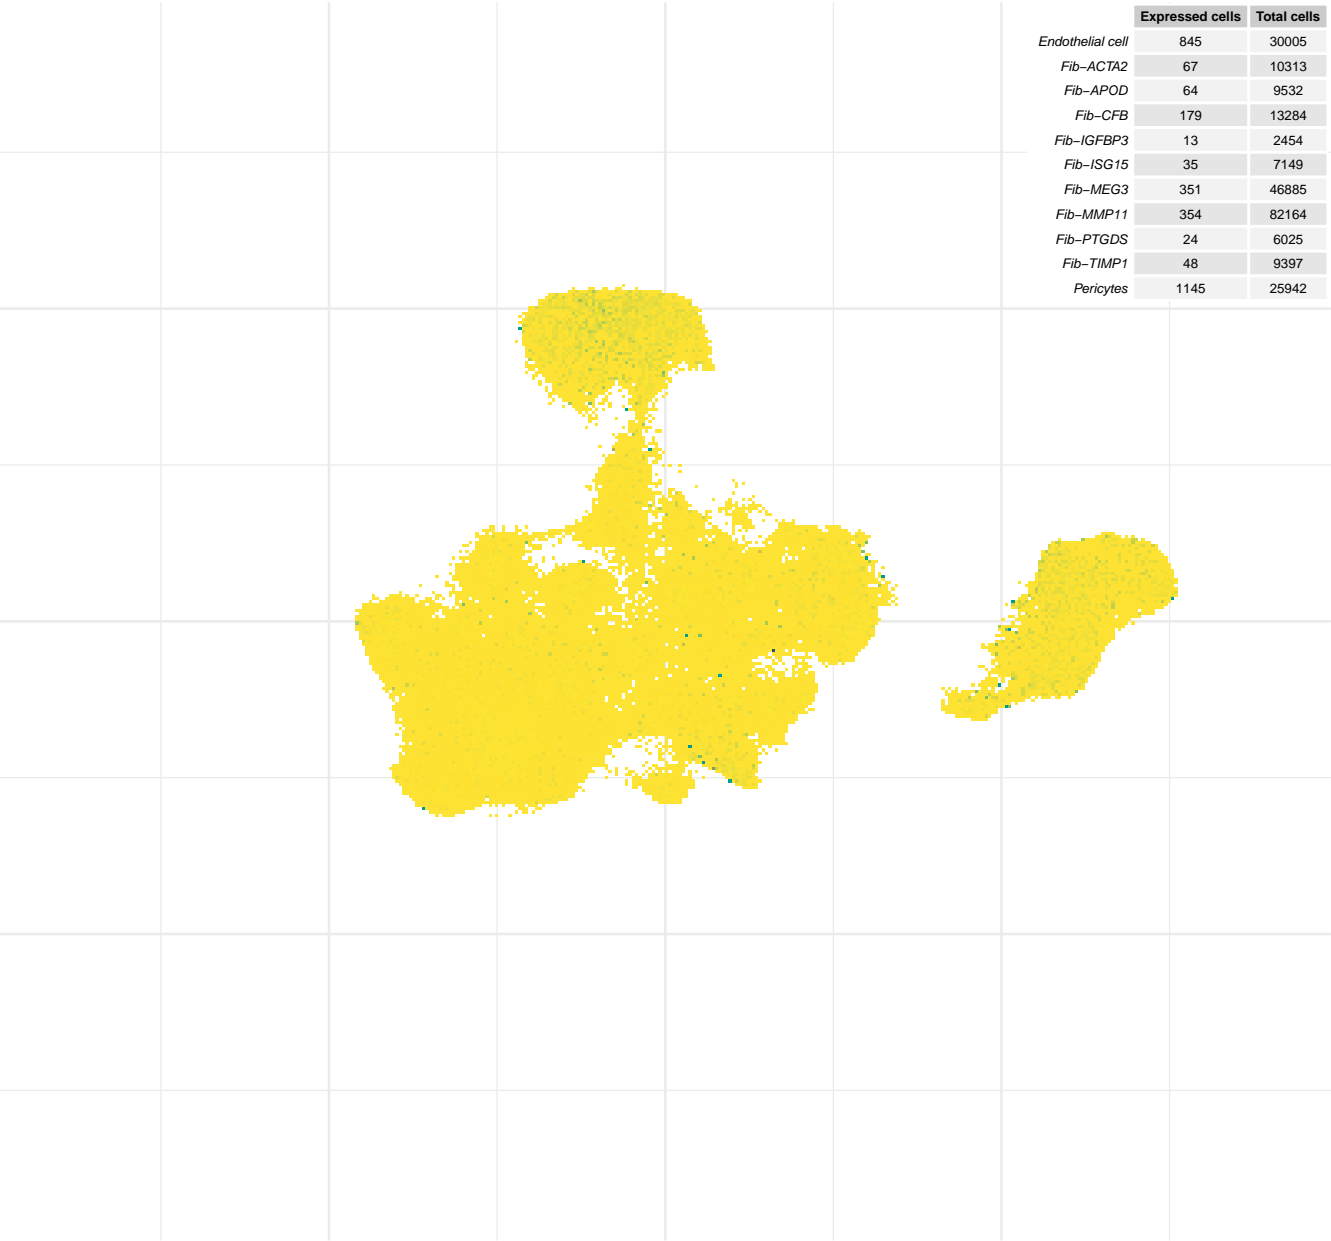 Expressed cells Total cells
Endothelial cell 845 30005
Fib−ACTA2 67 10313
Fib−APOD 64 9532
Fib−CFB 179 13284
Fib−IGFBP3 13 2454
Fib−ISG15 35 7149
Fib−MEG3 351 46885
Fib−MMP11 354 82164
Fib−PTGDS 24 6025
Fib−TIMP1 48 9397
Pericytes 1145 25942